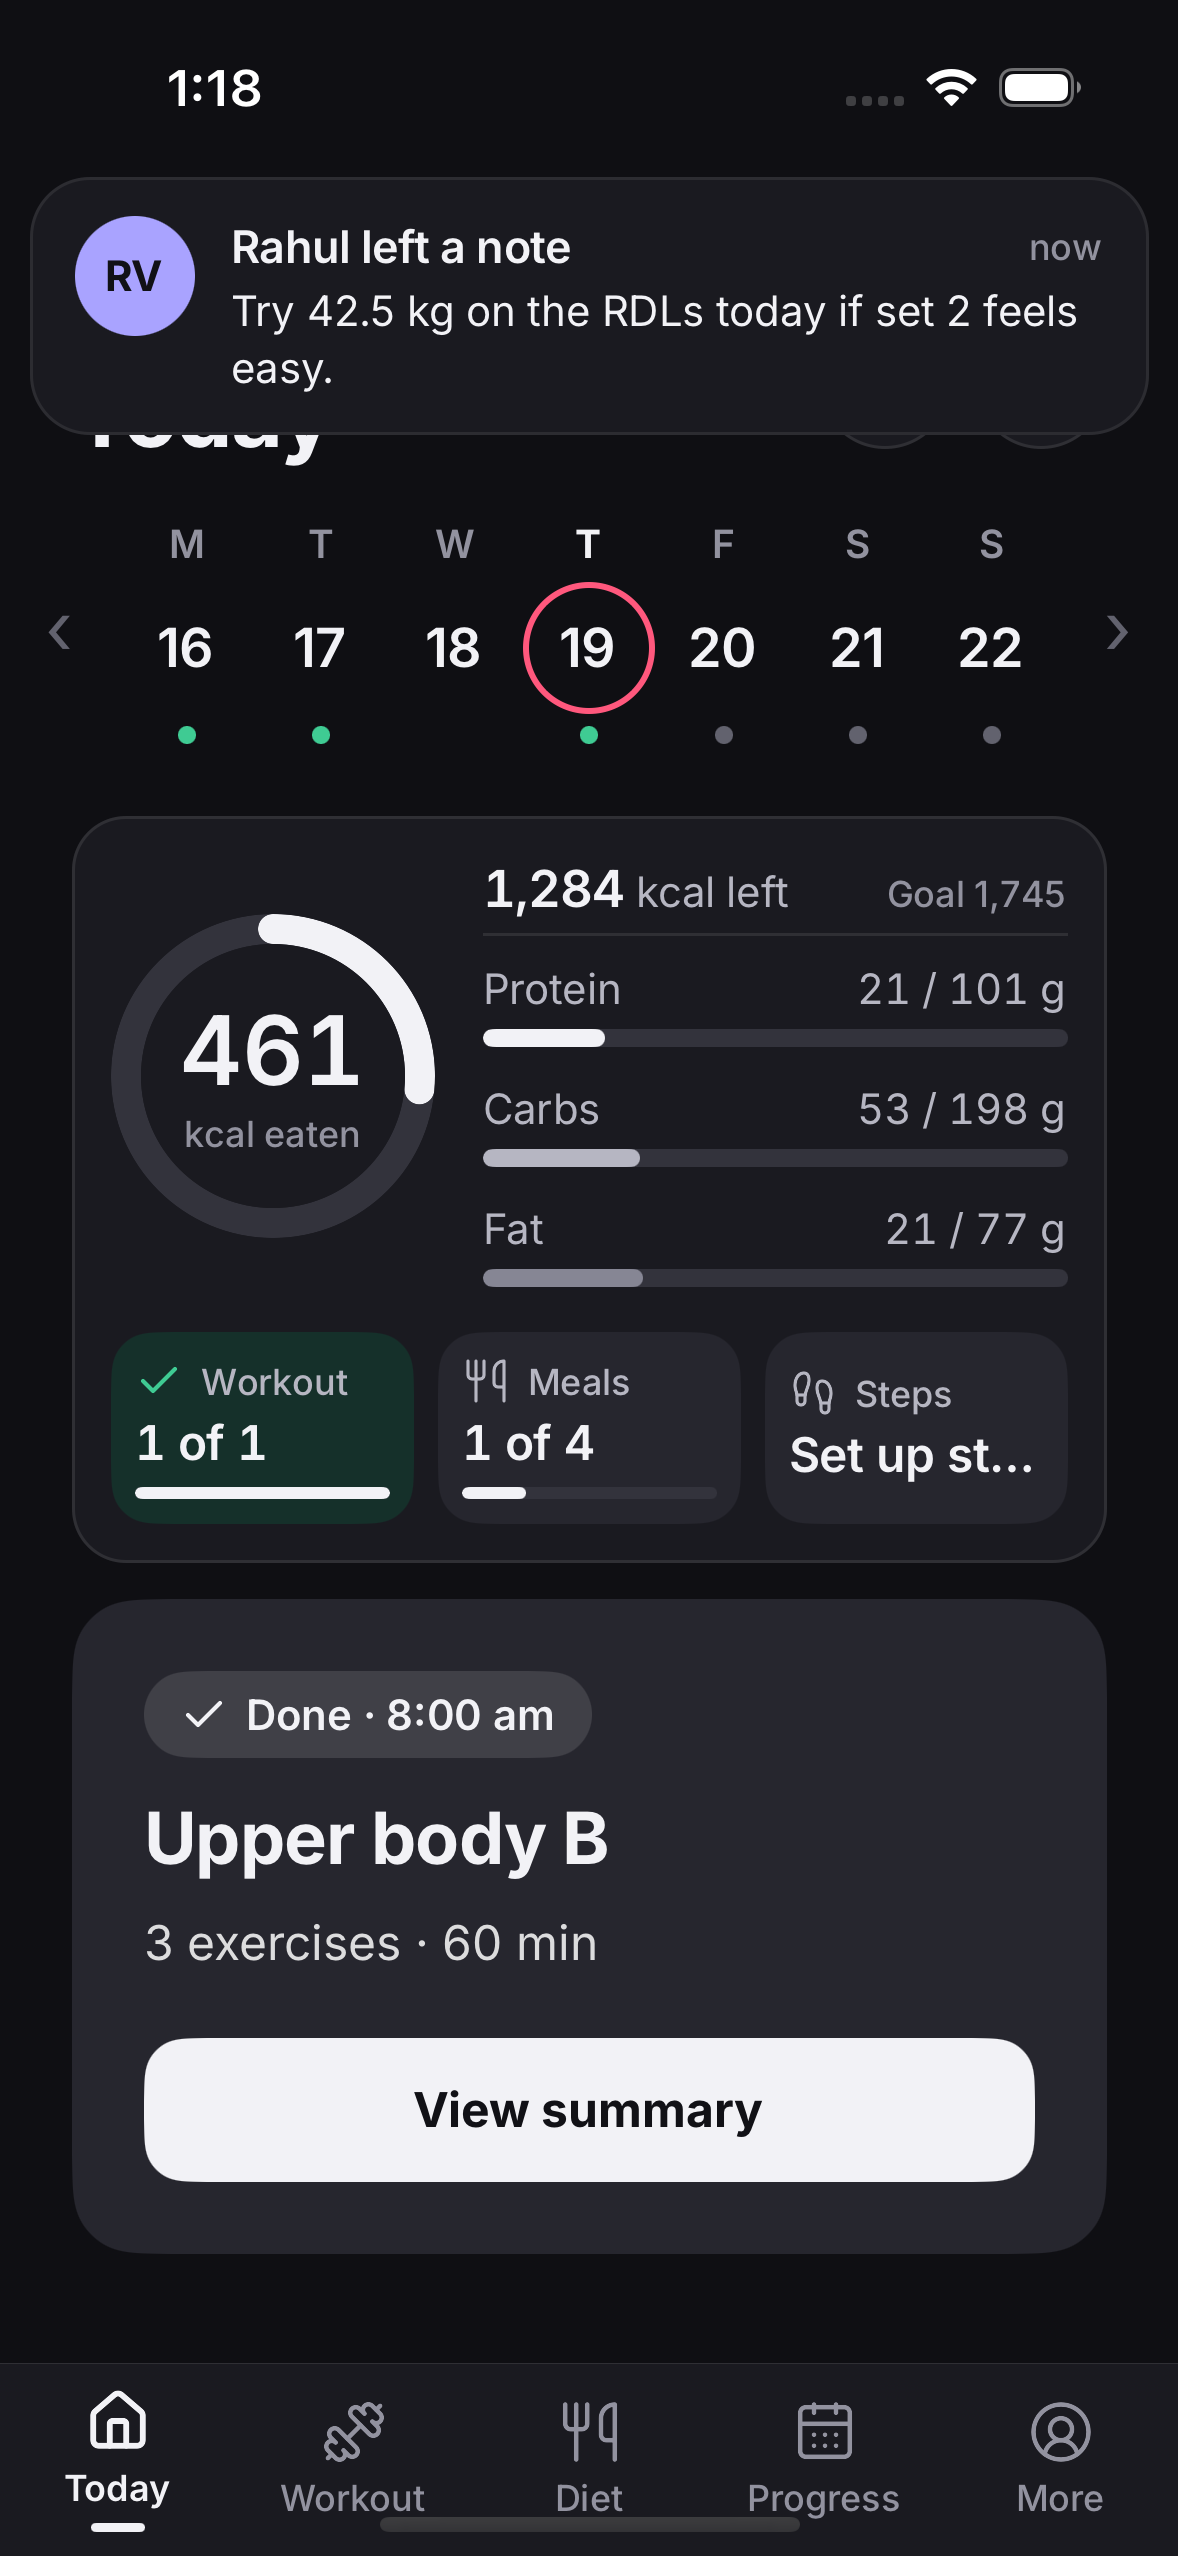 1:18
RV
Rahul left a note
now
Try 42.5 kg on the RDLs today if set 2 feels
easy.
Today
M T W T F S S
‹ 16 17 18 19 20 21 22 ›
1,284 kcal left
Goal 1,745
461
kcal eaten
Protein 21 / 101 g
Carbs 53 / 198 g
Fat 21 / 77 g
Workout
1 of 1
Meals
1 of 4
Steps
Set up st...
Done · 8:00 am
Upper body B
3 exercises · 60 min
View summary
Today Workout Diet Progress More